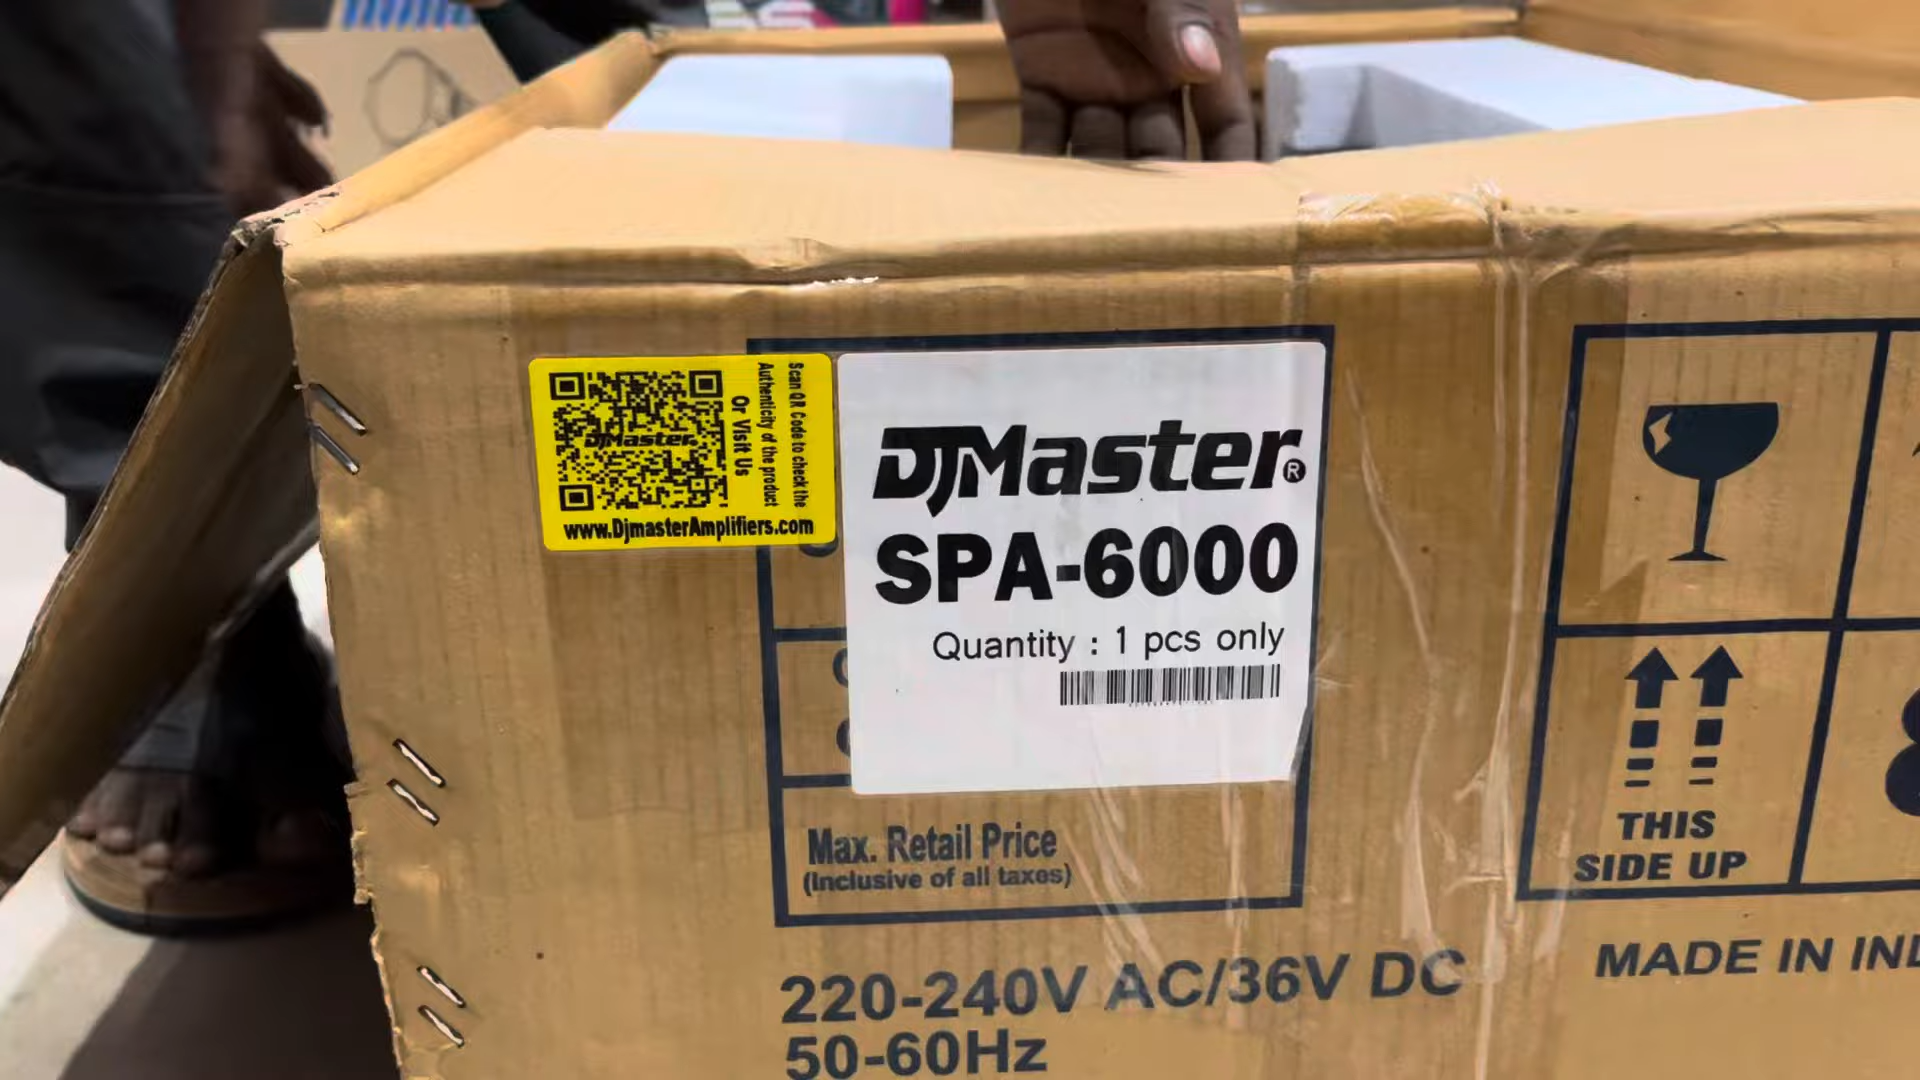 Scan QR Code to check the
Authenticity of the product
Or Visit Us
DJMaster
www.DjmasterAmplifiers.com
DJMaster®
SPA-6000
Quantity : 1 pcs only
Max. Retail Price
(Inclusive of all taxes)
220-240V AC/36V DC
50-60Hz
THIS
SIDE UP
MADE IN